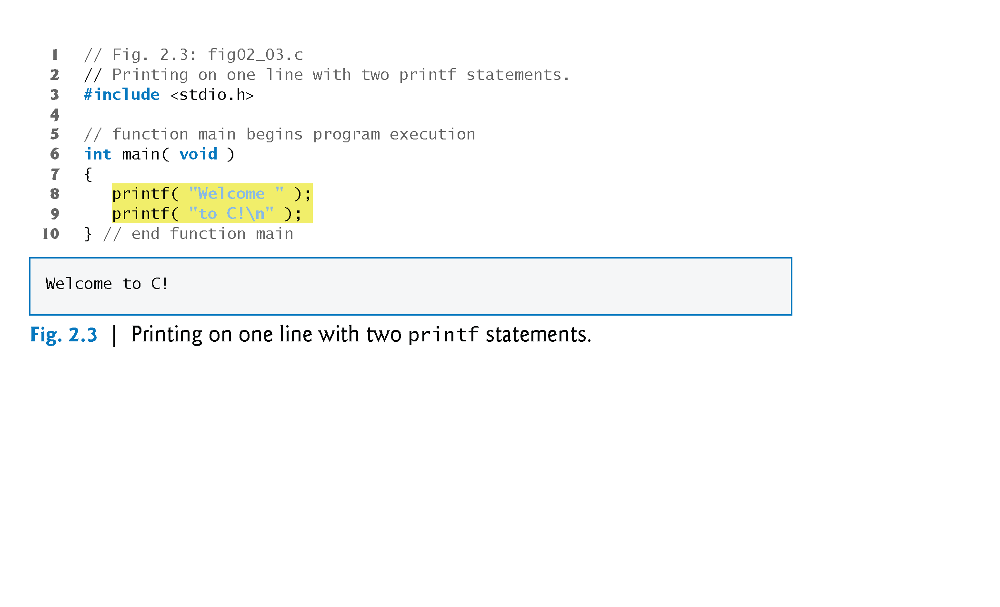 1 // Fig. 2.3: fig02_03.c
2 // Printing on one line with two printf statements.
3 #include <stdio.h>
4
5 // function main begins program execution
6 int main( void )
7 {
8    printf( "Welcome " );
9    printf( "to C!\n" );
10 } // end function main
Welcome to C!
Fig. 2.3 | Printing on one line with two printf statements.